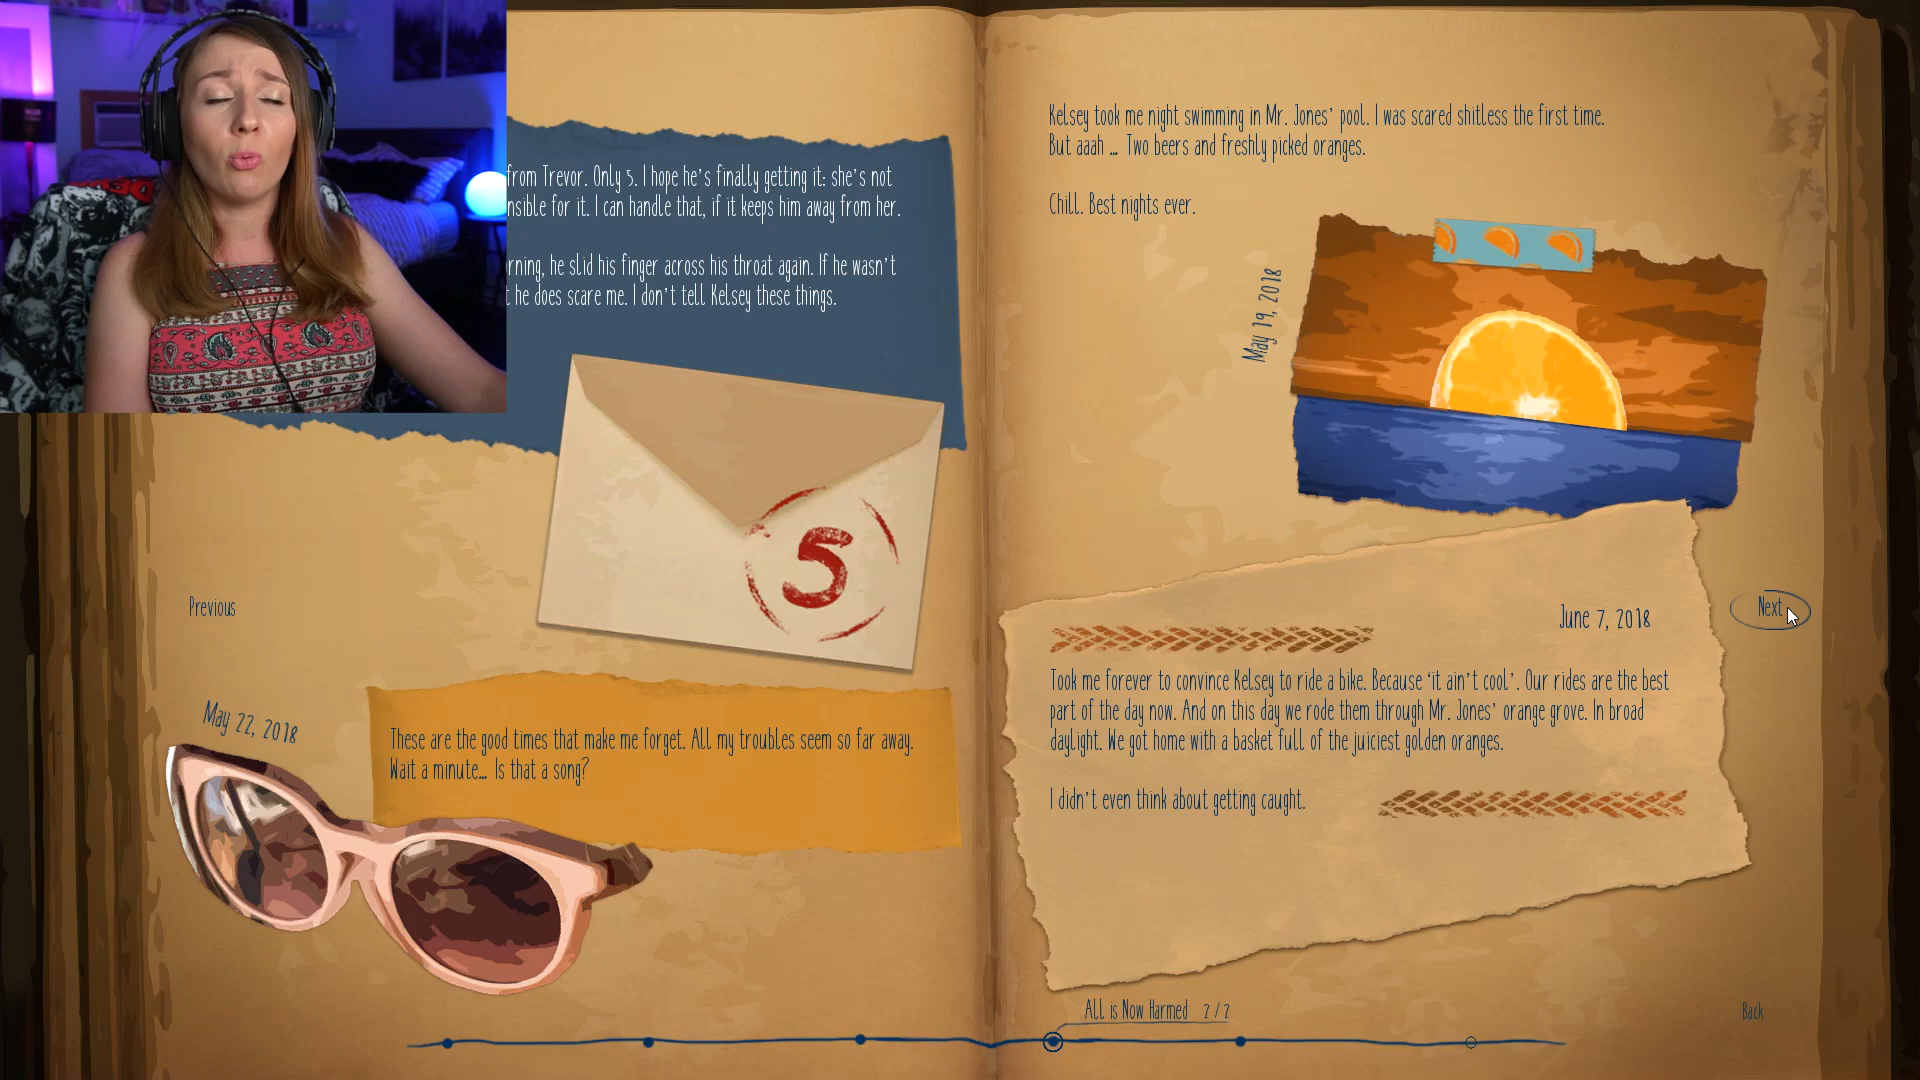 from Trevor. Only 5. I hope he's finally getting it: she's not
nsible for it. I can handle that, if it keeps him away from her.
rning, he slid his finger across his throat again. If he wasn't
t he does scare me. I don't tell Kelsey these things.
5
Previous
May 22, 2018
These are the good times that make me forget. All my troubles seem so far away.
Wait a minute... Is that a song?
Kelsey took me night swimming in Mr. Jones' pool. I was scared shitless the first time.
But aaah ... Two beers and freshly picked oranges.
Chill. Best nights ever.
May 19, 2018
June 7, 2018
Next
Took me forever to convince Kelsey to ride a bike. Because 'it ain't cool'. Our rides are the best
part of the day now. And on this day we rode them through Mr. Jones' orange grove. In broad
daylight. We got home with a basket full of the juiciest golden oranges.
I didn't even think about getting caught.
All is Now Harmed 2 / 2
Back